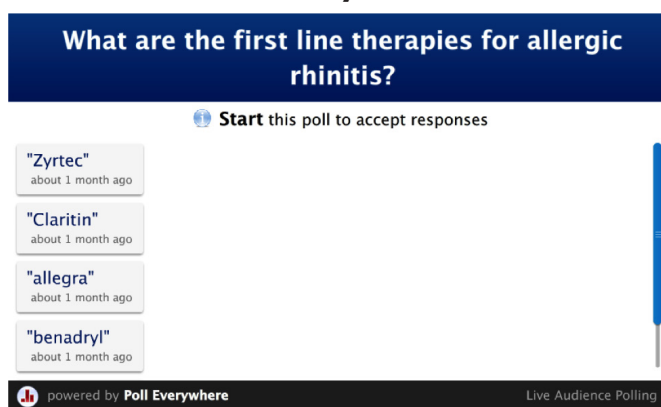 What are the first line therapies for allergic
rhinitis?
Start this poll to accept responses
"Zyrtec"
about 1 month ago
"Claritin"
about 1 month ago
"allegra"
about 1 month ago
"benadryl"
about 1 month ago
powered by Poll Everywhere
Live Audience Polling